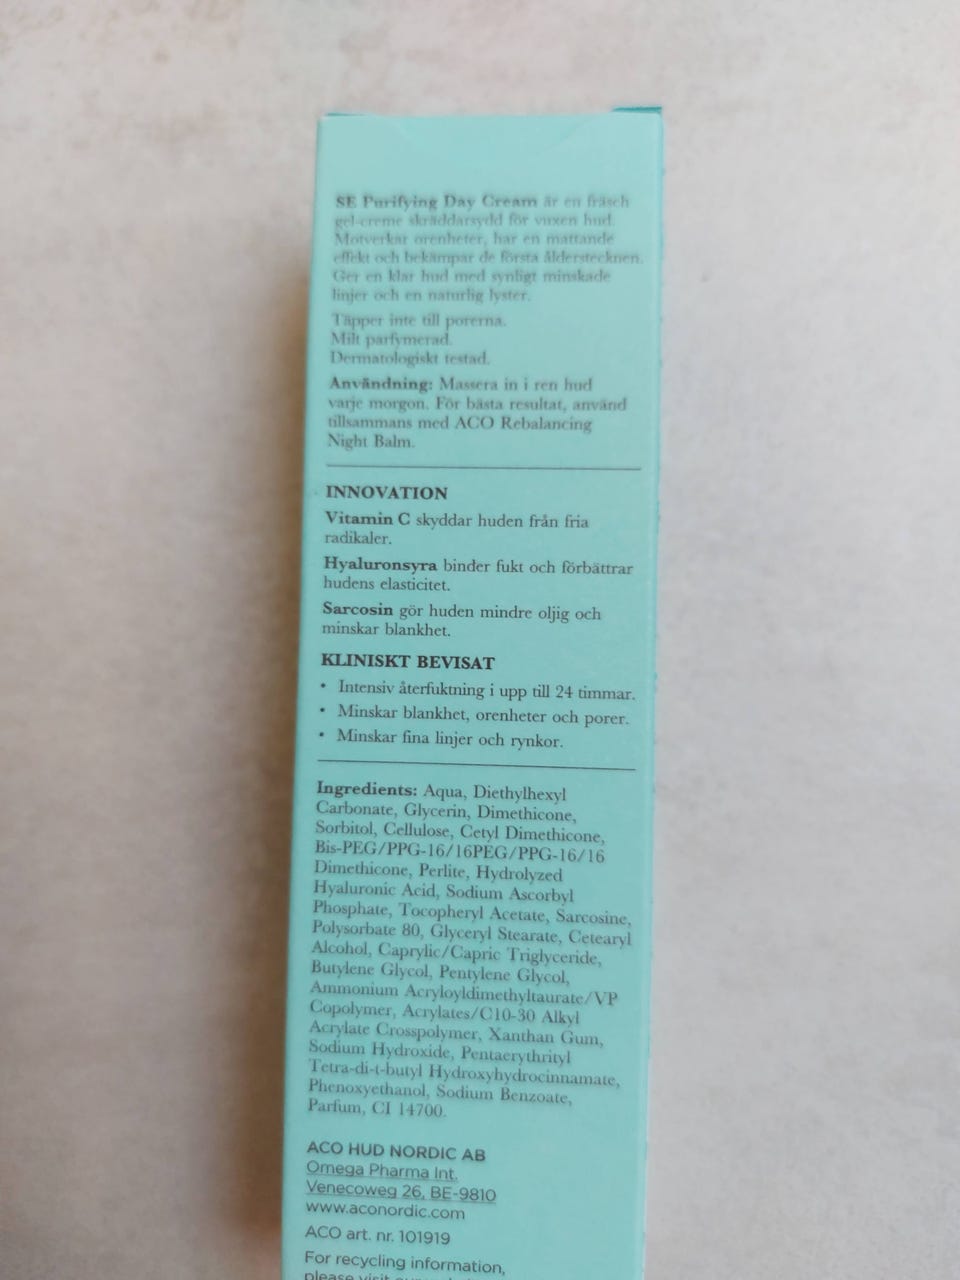 SE Purifying Day Cream är en fräsch
gel-creme skräddarsydd för vuxen hud.
Motverkar orenheter, har en mattande
effekt och bekämpar de första ålderstecknen.
Ger en klar hud med synligt minskade
linjer och en naturlig lyster.
Täpper inte till porerna.
Milt parfymerad.
Dermatologiskt testad.
Användning: Massera in i ren hud
varje morgon. För bästa resultat, använd
tillsammans med ACO Rebalancing
Night Balm.
INNOVATION
Vitamin C skyddar huden från fria
radikaler.
Hyaluronsyra binder fukt och förbättrar
hudens elasticitet.
Sarcosin gör huden mindre oljig och
minskar blankhet.
KLINISKT BEVISAT
• Intensiv återfuktning i upp till 24 timmar.
• Minskar blankhet, orenheter och porer.
• Minskar fina linjer och rynkor.
Ingredients: Aqua, Diethylhexyl
Carbonate, Glycerin, Dimethicone,
Sorbitol, Cellulose, Cetyl Dimethicone,
Bis-PEG/PPG-16/16PEG/PPG-16/16
Dimethicone, Perlite, Hydrolyzed
Hyaluronic Acid, Sodium Ascorbyl
Phosphate, Tocopheryl Acetate, Sarcosine,
Polysorbate 80, Glyceryl Stearate, Cetearyl
Alcohol, Caprylic/Capric Triglyceride,
Butylene Glycol, Pentylene Glycol,
Ammonium Acryloyldimethyltaurate/VP
Copolymer, Acrylates/C10-30 Alkyl
Acrylate Crosspolymer, Xanthan Gum,
Sodium Hydroxide, Pentaerythrityl
Tetra-di-t-butyl Hydroxyhydrocinnamate,
Phenoxyethanol, Sodium Benzoate,
Parfum, CI 14700.
ACO HUD NORDIC AB
Omega Pharma Int.
Venecoweg 26, BE-9810
www.aconordic.com
ACO art. nr. 101919
For recycling information,
please visit our